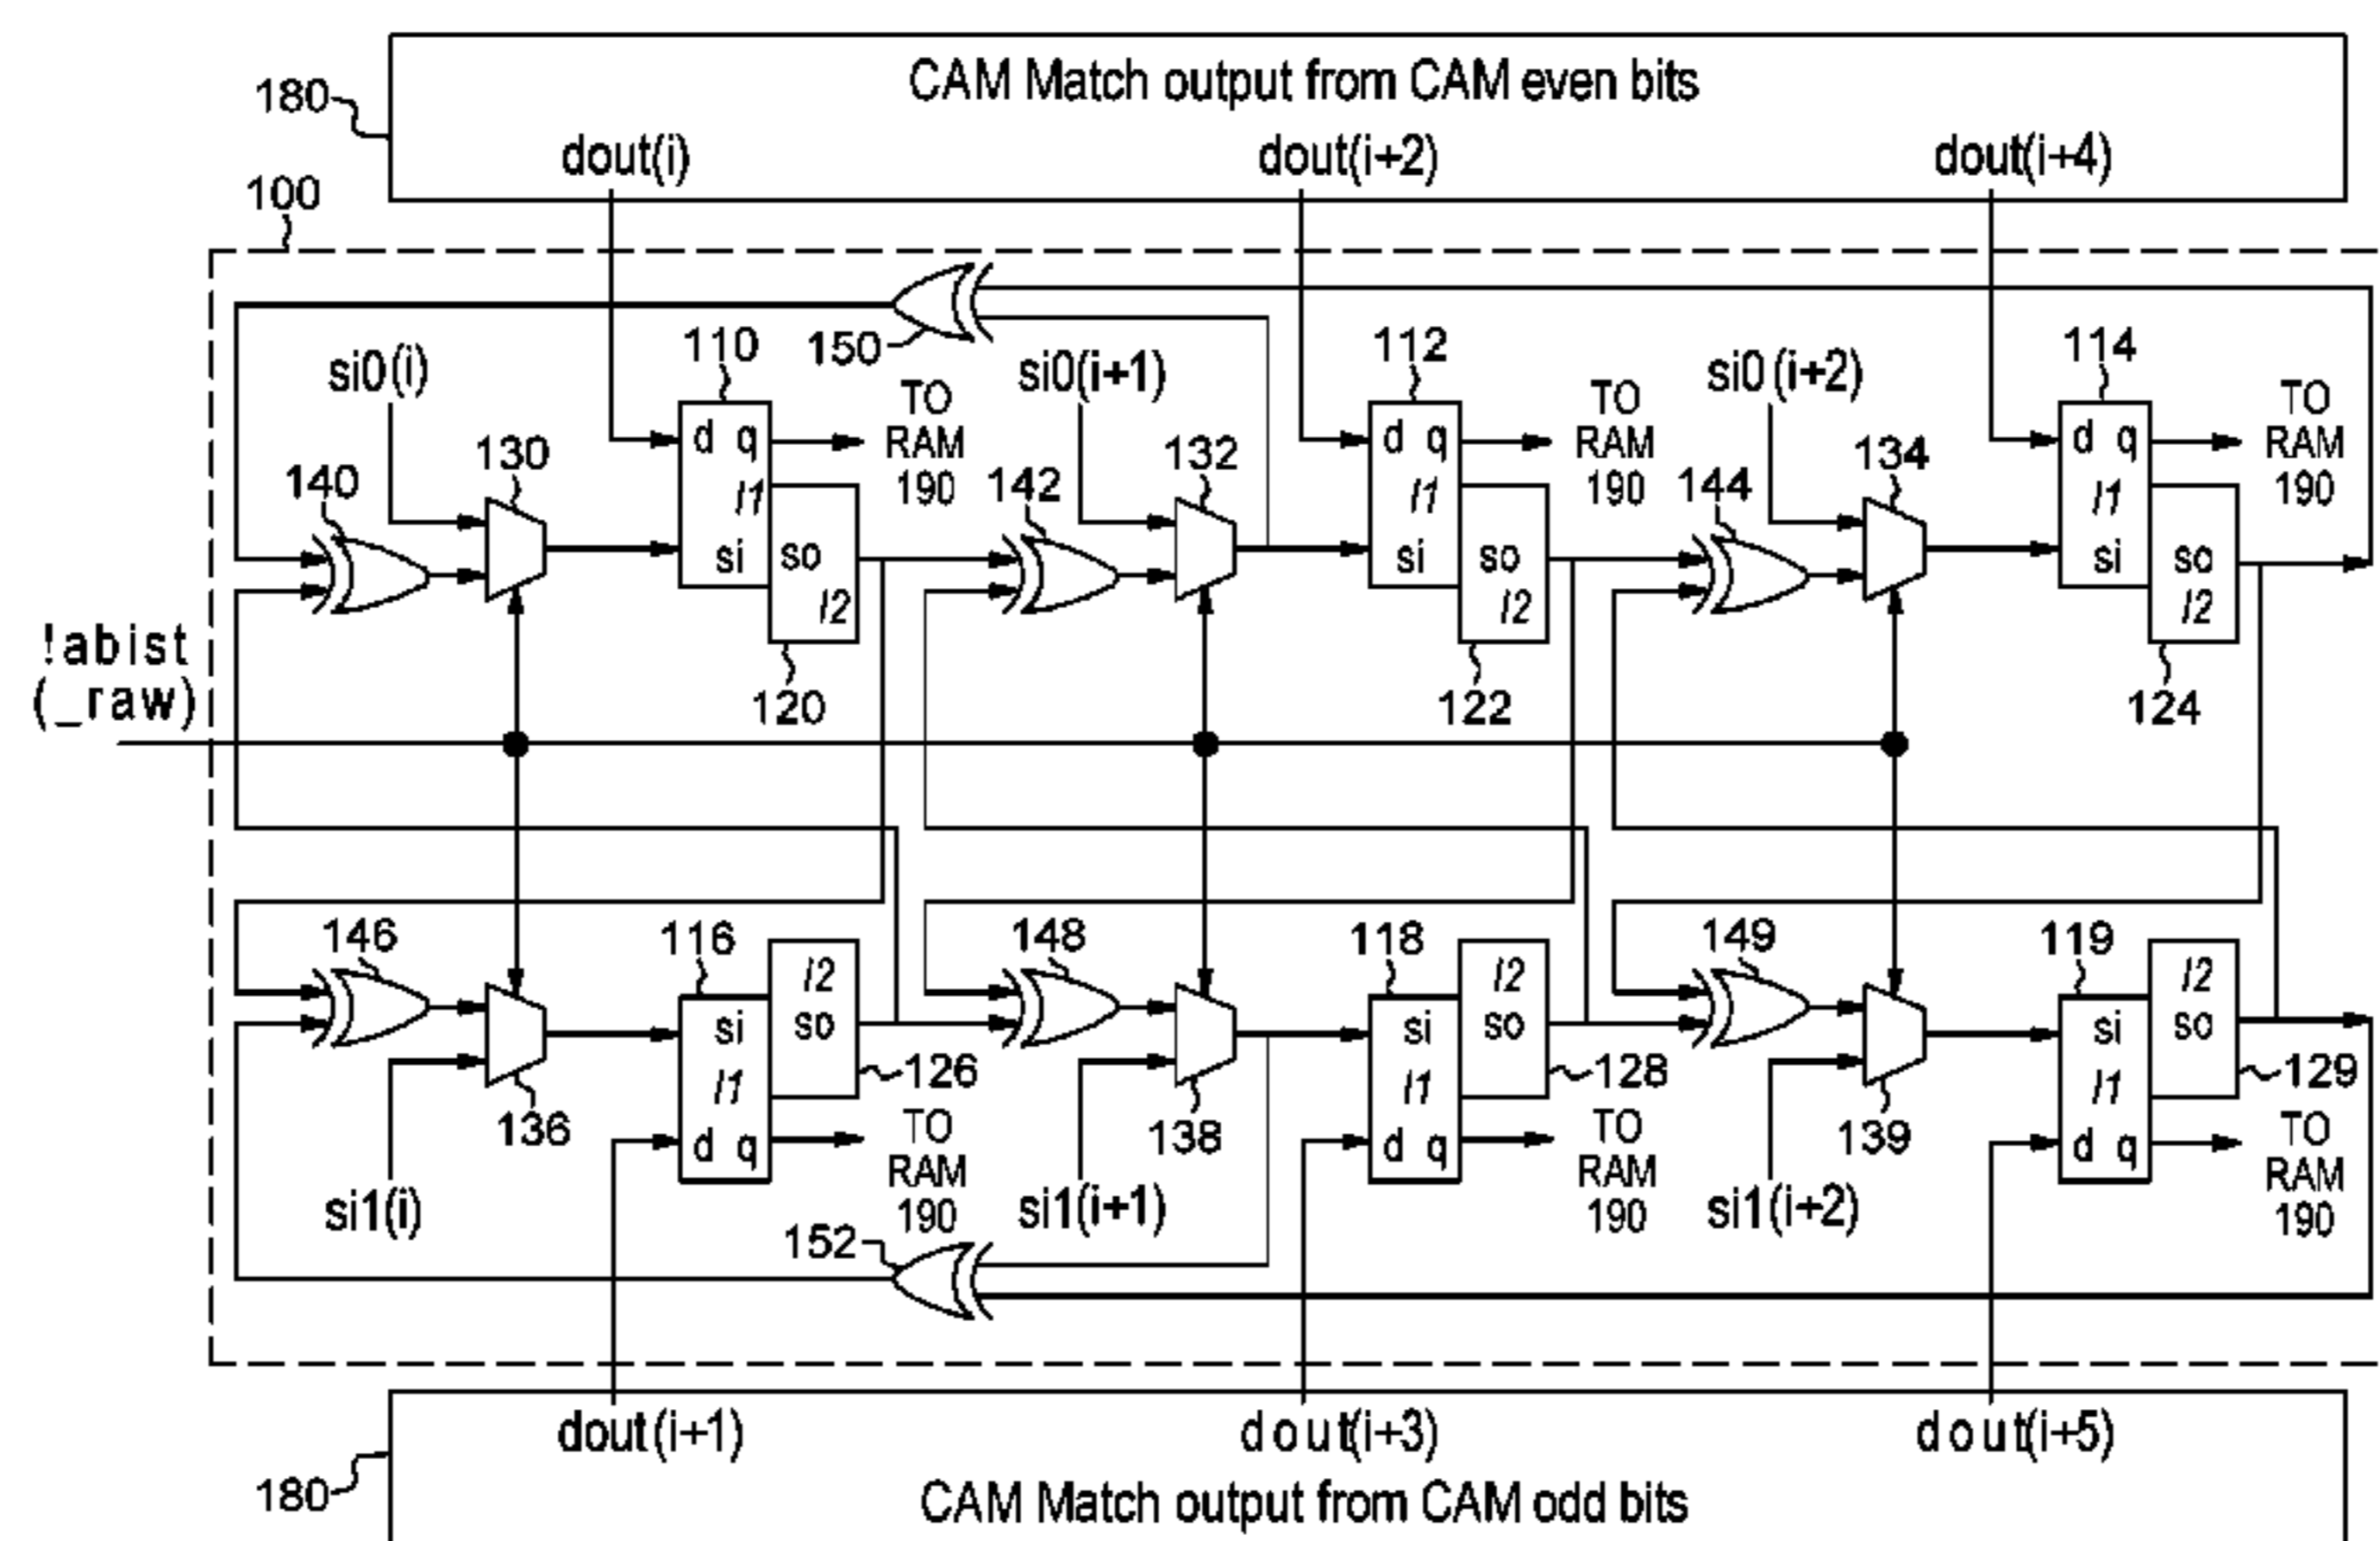 CAM Match output from CAM even bits
180
dout(i)
dout(i+2)
dout(i+4)
100
150
110
112
114
si0(i)
si0(i+1)
si0(i+2)
d q
l1
si
so
l2
TO
RAM
190
d q
l1
si
so
l2
TO
RAM
190
d q
l1
si
so
l2
TO
RAM
190
140
130
142
132
144
134
120
122
124
!abist
(_raw)
146
116
148
118
149
119
l2
so
si
l1
d q
l2
so
si
l1
d q
l2
so
si
l1
d q
126
128
129
136
138
139
TO
RAM
190
TO
RAM
190
TO
RAM
190
si1(i)
si1(i+1)
si1(i+2)
152
dout(i+1)
dout(i+3)
dout(i+5)
180
CAM Match output from CAM odd bits